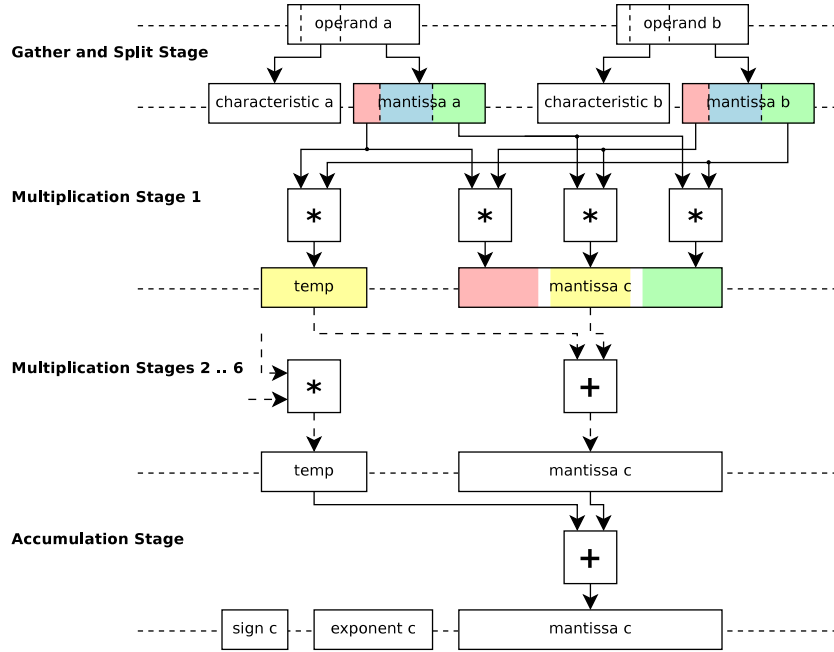 operand a
operand b
Gather and Split Stage
characteristic a
mantissa a
characteristic b
mantissa b
Multiplication Stage 1
*
*
*
*
temp
mantissa c
Multiplication Stages 2 .. 6
*
+
temp
mantissa c
Accumulation Stage
+
sign c
exponent c
mantissa c